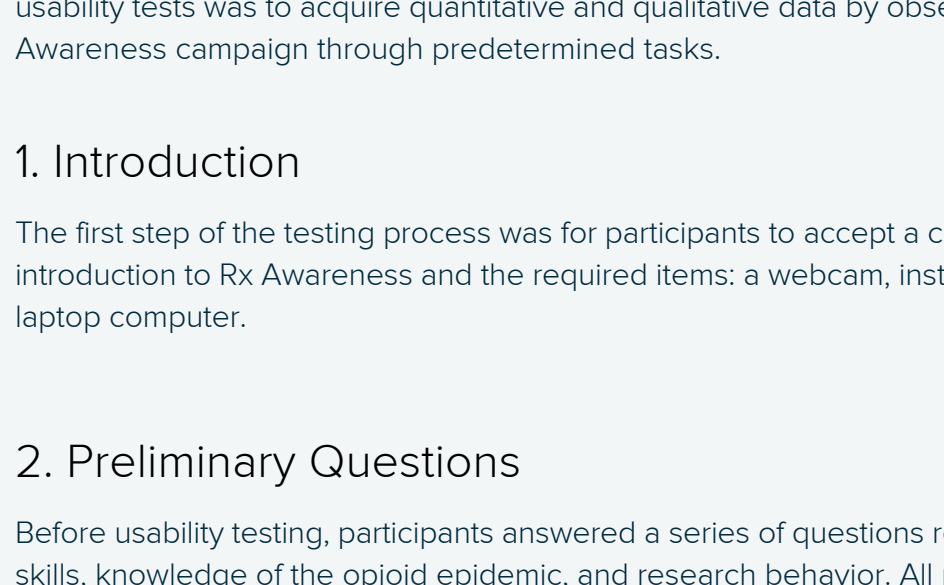 usability tests was to acquire quantitative and qualitative data by
Awareness campaign through predetermined tasks.
1. Introduction
The first step of the testing process was for participants to accept a
introduction to Rx Awareness and the required items: a webcam,
laptop computer.
2. Preliminary Questions
Before usability testing, participants answered a series of questions
skills, knowledge of the opioid epidemic, and research behavior. All